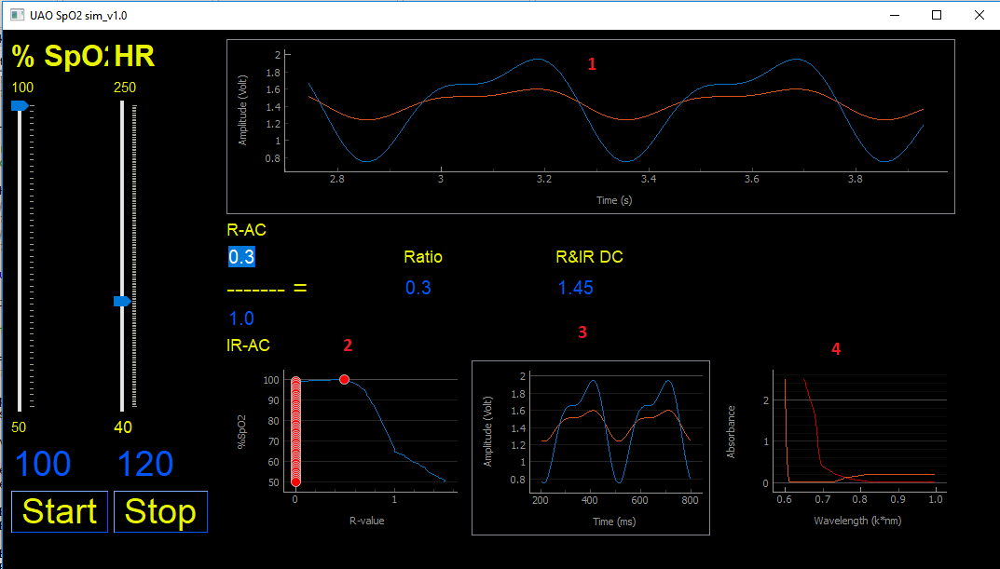 UAO SpO2 sim_v1.0
% SpO2 HR
100 250
50 40
100 120
Start Stop
1
Amplitude (Volt)
2
1.8
1.6
1.4
1.2
1
0.8
2.8 3 3.2 3.4 3.6 3.8
Time (s)
R-AC
0.3 Ratio R&IR DC
------- = 0.3 1.45
1.0
IR-AC
2
%SpO2
100
90
80
70
60
50
0 1
R-value
3
Amplitude (Volt)
2
1.8
1.6
1.4
1.2
1
0.8
200 400 600 800
Time (ms)
4
Absorbance
2
1
0
0.6 0.7 0.8 0.9 1.0
Wavelength (k*nm)